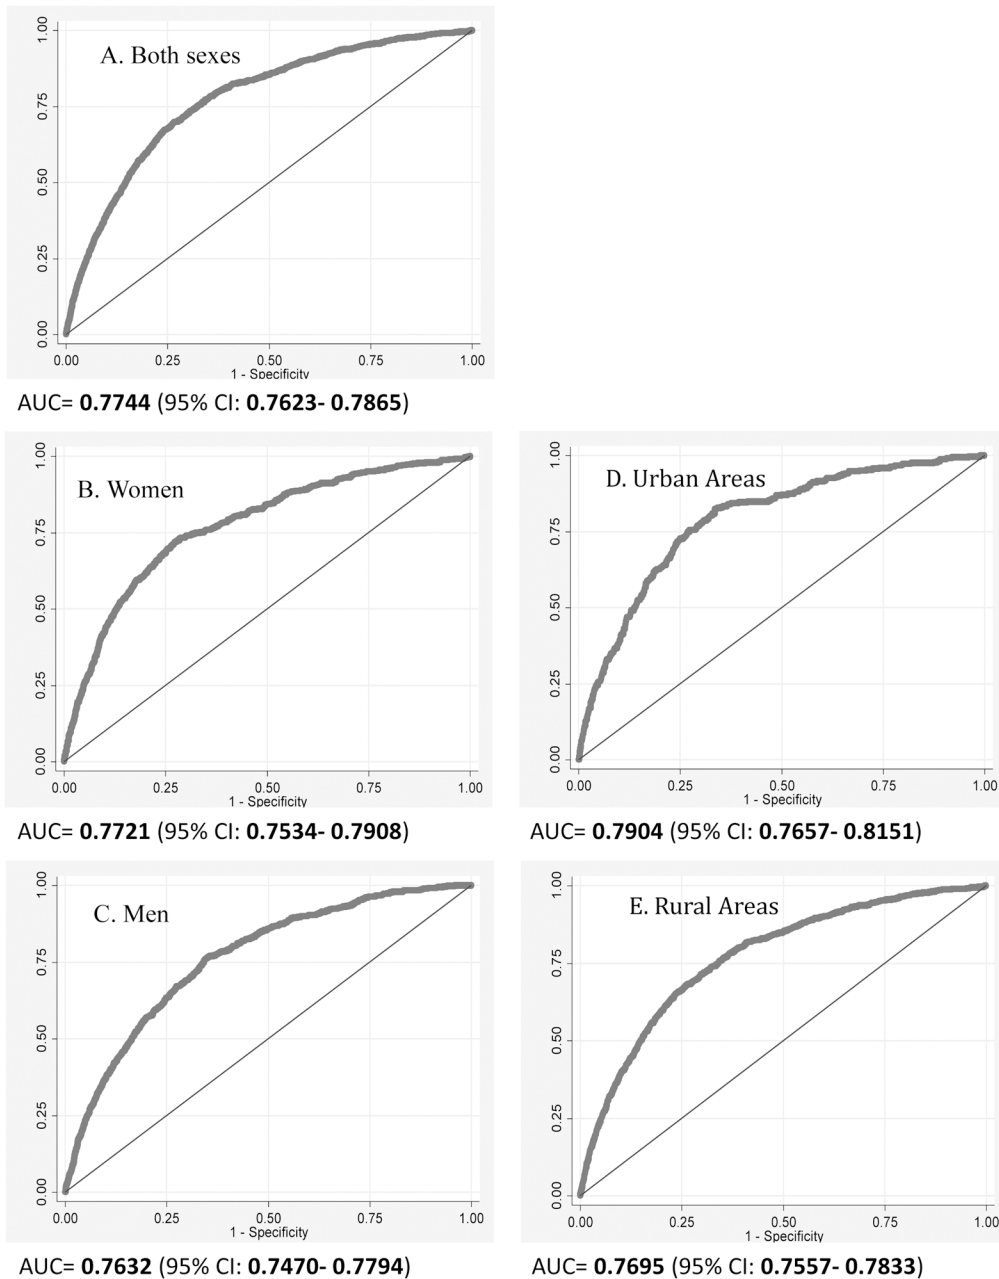 A. Both sexes
1.00
0.75
0.50
0.25
0.00
0.00 0.25 0.50 0.75 1.00
1 - Specificity
AUC= 0.7744 (95% CI: 0.7623- 0.7865)
B. Women
1.00
0.75
0.50
0.25
0.00
0.00 0.25 0.50 0.75 1.00
1 - Specificity
AUC= 0.7721 (95% CI: 0.7534- 0.7908)
D. Urban Areas
1.00
0.75
0.50
0.25
0.00
0.00 0.25 0.50 0.75 1.00
1 - Specificity
AUC= 0.7904 (95% CI: 0.7657- 0.8151)
C. Men
1.00
0.75
0.50
0.25
0.00
0.00 0.25 0.50 0.75 1.00
1 - Specificity
AUC= 0.7632 (95% CI: 0.7470- 0.7794)
E. Rural Areas
1.00
0.75
0.50
0.25
0.00
0.00 0.25 0.50 0.75 1.00
1 - Specificity
AUC= 0.7695 (95% CI: 0.7557- 0.7833)